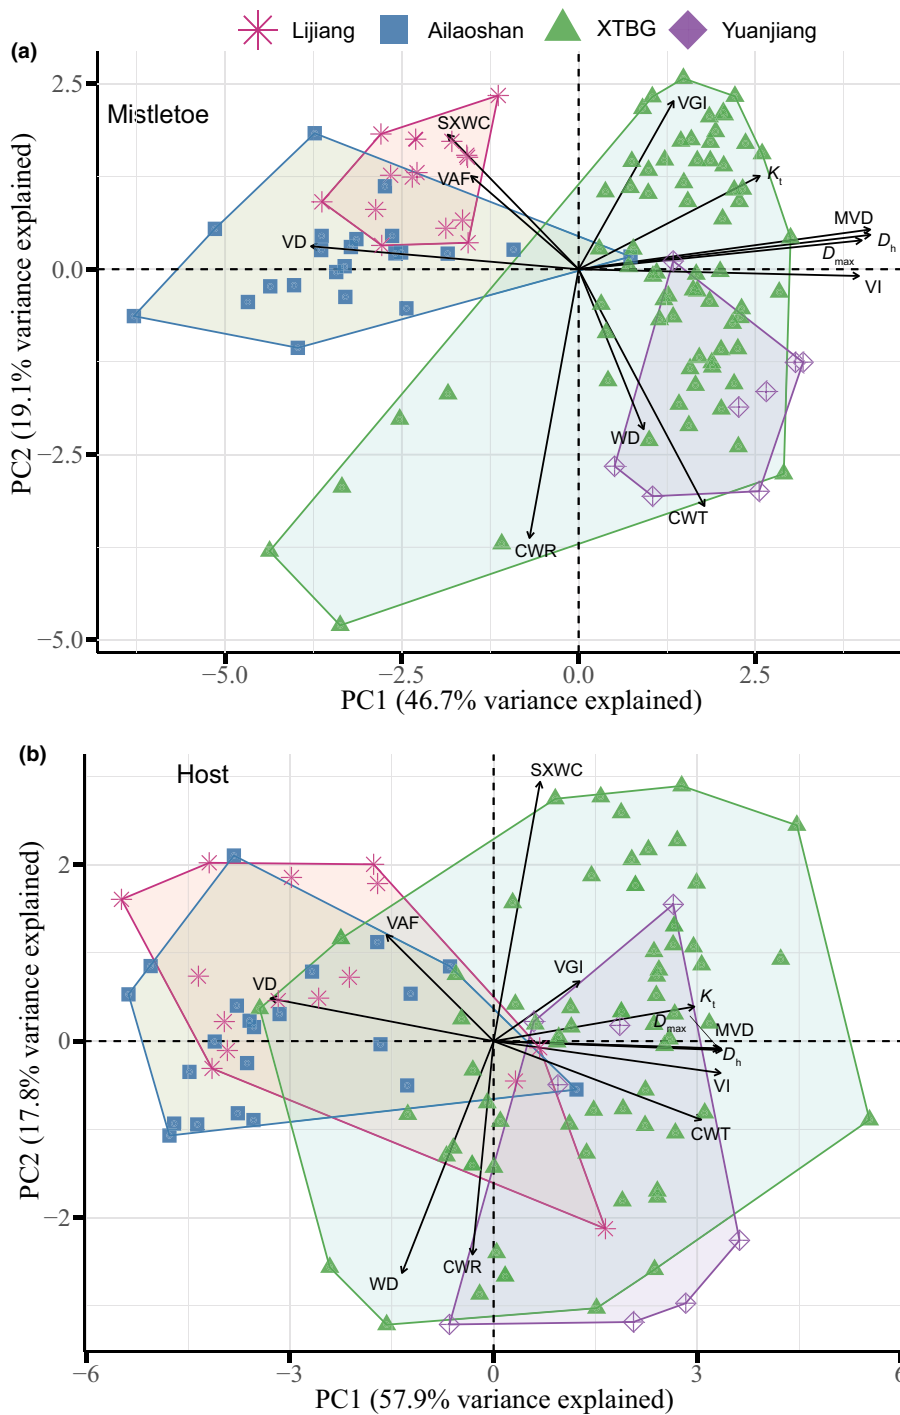 Lijiang Ailaoshan XTBG Yuanjiang
(a)
Mistletoe
PC2 (19.1% variance explained)
2.5
0.0
−2.5
−5.0
SXWC
VAF
VD
VGI
Kt
MVD
Dh
Dmax
VI
WD
CWT
CWR
−5.0 −2.5 0.0 2.5
PC1 (46.7% variance explained)
(b)
Host
PC2 (17.8% variance explained)
2
0
−2
SXWC
VAF
VD
VGI
Kt
Dmax
MVD
Dh
VI
CWT
WD
CWR
−6 −3 0 3 6
PC1 (57.9% variance explained)